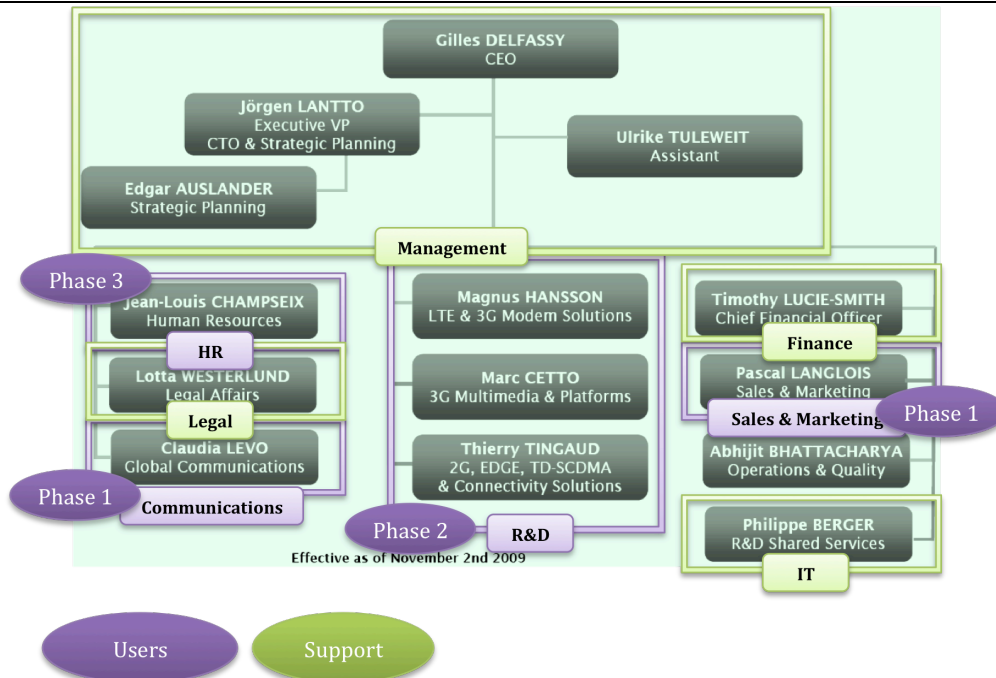 Gilles DELFASSY
CEO
Jörgen LANTTO
Executive VP
CTO & Strategic Planning
Ulrike TULEWEIT
Assistant
Edgar AUSLANDER
Strategic Planning
Management
Phase 3
Jean-Louis CHAMPSEIX
Human Resources
HR
Lotta WESTERLUND
Legal Affairs
Legal
Claudia LEVO
Global Communications
Phase 1
Communications
Magnus HANSSON
LTE & 3G Modem Solutions
Marc CETTO
3G Multimedia & Platforms
Thierry TINGAUD
2G, EDGE, TD-SCDMA
& Connectivity Solutions
Phase 2
R&D
Timothy LUCIE-SMITH
Chief Financial Officer
Finance
Pascal LANGLOIS
Sales & Marketing
Sales & Marketing
Phase 1
Abhijit BHATTACHARYA
Operations & Quality
Philippe BERGER
R&D Shared Services
IT
Effective as of November 2nd 2009
Users
Support